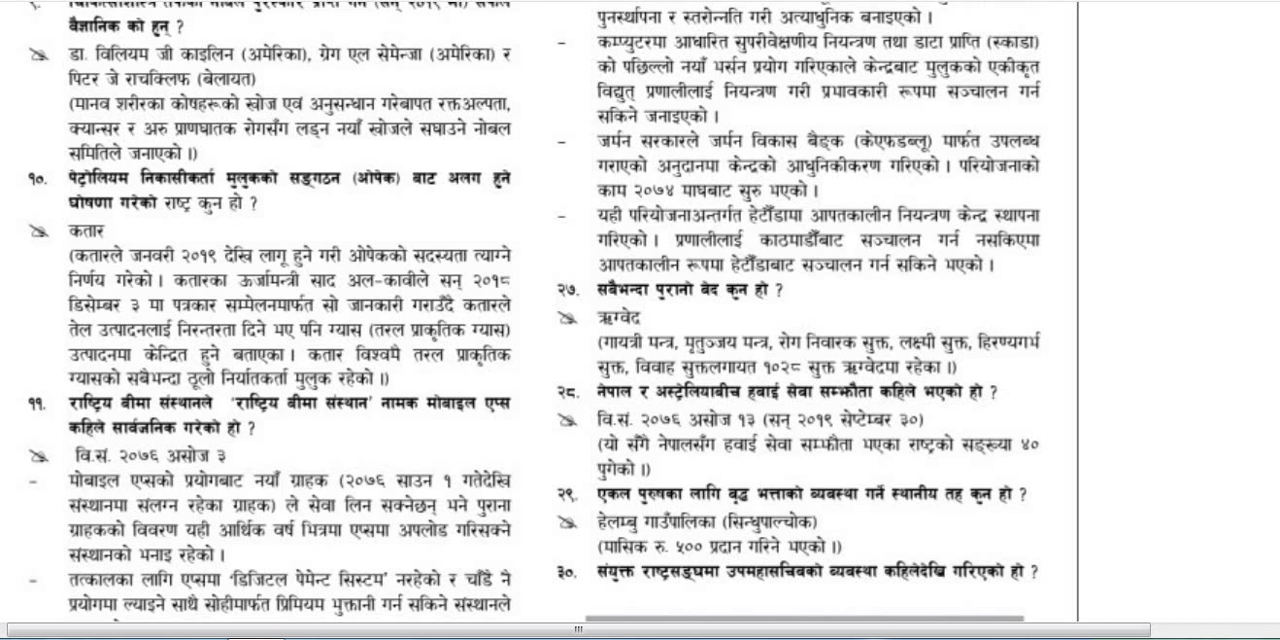 वैज्ञानिक को हुन् ?
डा. विलियम जी काइलिन (अमेरिका), ग्रेग एल सेमेन्जा (अमेरिका) र
पिटर जे राचक्लिफ (बेलायत)
(मानव शरीरका कोषहरूको खोज एवं अनुसन्धान गरेबापत रक्तअल्पता,
क्यान्सर र अरु प्राणघातक रोगसँग लड्न नयाँ खोजले सघाउने नोबल
समितिले जनाएको ।)
१०. पेट्रोलियम निकासीकर्ता मुलुकको सङ्गठन (ओपेक) बाट अलग हुने
घोषणा गरेको राष्ट्र कुन हो ?
कतार
(कतारले जनवरी २०१९ देखि लागू हुने गरी ओपेकको सदस्यता त्याग्ने
निर्णय गरेको । कतारका ऊर्जामन्त्री साद अल-कावीले सन् २०१८
डिसेम्बर ३ मा पत्रकार सम्मेलनमार्फत सो जानकारी गराउँदै कतारले
तेल उत्पादनलाई निरन्तरता दिने भए पनि ग्यास (तरल प्राकृतिक ग्यास)
उत्पादनमा केन्द्रित हुने बताएका । कतार विश्वमै तरल प्राकृतिक
ग्यासको सबैभन्दा ठूलो निर्यातकर्ता मुलुक रहेको ।)
११. राष्ट्रिय बीमा संस्थानले ‘राष्ट्रिय बीमा संस्थान’ नामक मोबाइल एप्स
कहिले सार्वजनिक गरेको हो ?
वि.सं. २०७६ असोज ३
- मोबाइल एप्सको प्रयोगबाट नयाँ ग्राहक (२०७६ साउन १ गतेदेखि
संस्थानमा संलग्न रहेका ग्राहक) ले सेवा लिन सक्नेछन् भने पुराना
ग्राहकको विवरण यही आर्थिक वर्ष भित्रमा एप्समा अपलोड गरिसक्ने
संस्थानको भनाइ रहेको ।
- तत्कालका लागि एप्समा ‘डिजिटल पेमेन्ट सिस्टम’ नरहेको र चाँडै नै
प्रयोगमा ल्याइने साथै सोहीमार्फत प्रिमियम भुक्तानी गर्न सकिने संस्थानले
पुनर्स्थापना र स्तरोन्नति गरी अत्याधुनिक बनाइएको ।
- कम्प्युटरमा आधारित सुपरीवेक्षणीय नियन्त्रण तथा डाटा प्राप्ति (स्काडा)
को पछिल्लो नयाँ भर्सन प्रयोग गरिएकाले केन्द्रबाट मुलुकको एकीकृत
विद्युत् प्रणालीलाई नियन्त्रण गरी प्रभावकारी रूपमा सञ्चालन गर्न
सकिने जनाइएको ।
- जर्मन सरकारले जर्मन विकास बैङ्क (केएफडब्लू) मार्फत उपलब्ध
गराएको अनुदानमा केन्द्रको आधुनिकीकरण गरिएको । परियोजनाको
काम २०७४ माघबाट सुरु भएको ।
- यही परियोजनाअन्तर्गत हेटौँडामा आपतकालीन नियन्त्रण केन्द्र स्थापना
गरिएको । प्रणालीलाई काठमाडौँबाट सञ्चालन गर्न नसकिएमा
आपतकालीन रूपमा हेटौँडाबाट सञ्चालन गर्न सकिने भएको ।
२७. सबैभन्दा पुरानो बेद कुन हो ?
ऋग्वेद
(गायत्री मन्त्र, मृतुञ्जय मन्त्र, रोग निवारक सुक्त, लक्ष्मी सुक्त, हिरण्यगर्भ
सुक्त, विवाह सुक्तलगायत १०२८ सुक्त ऋग्वेदमा रहेका ।)
२८. नेपाल र अस्ट्रेलियाबीच हवाई सेवा सम्झौता कहिले भएको हो ?
वि.सं. २०७६ असोज १३ (सन् २०१९ सेप्टेम्बर ३०)
(यो सँगै नेपालसँग हवाई सेवा सम्झौता भएका राष्ट्रको सङ्ख्या ४०
पुगेको ।)
२९. एकल पुरुषका लागि बृद्ध भत्ताको व्यबस्था गर्ने स्थानीय तह कुन हो ?
हेलम्बु गाउँपालिका (सिन्धुपाल्चोक)
(मासिक रु. ५०० प्रदान गरिने भएको ।)
३०. संयुक्त राष्ट्रसङ्घमा उपमहासचिबको ब्यबस्था कहिलेदेखि गरिएको हो ?